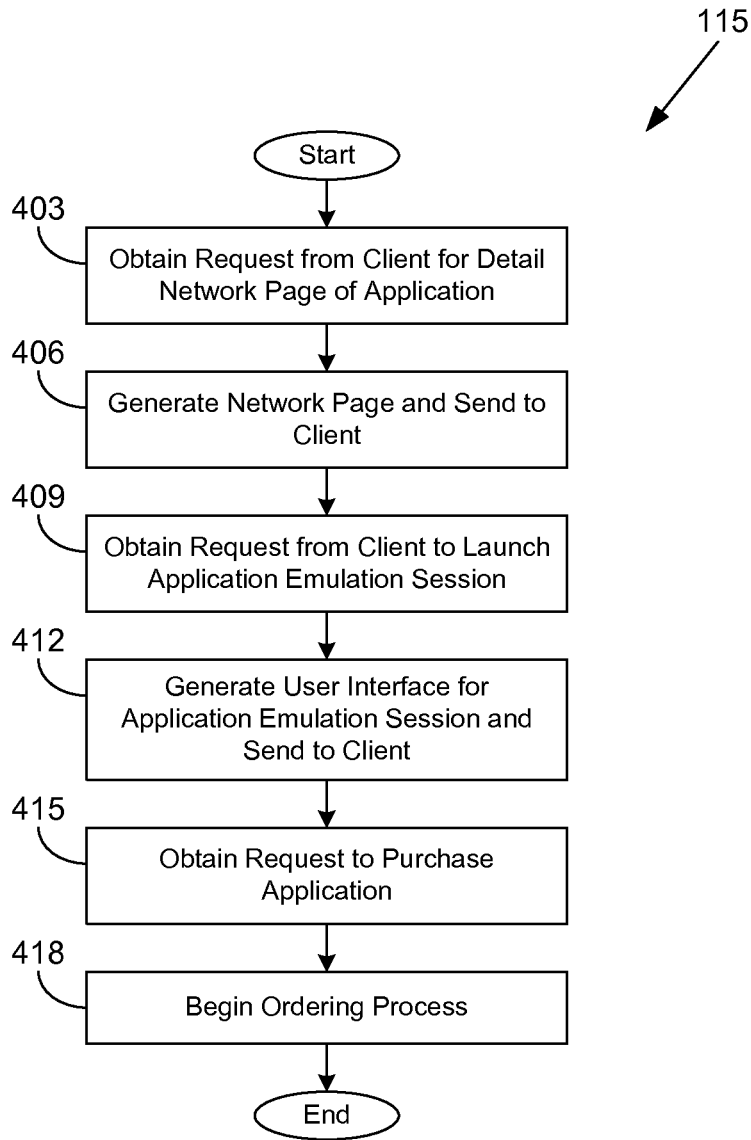 115
Start
403
Obtain Request from Client for Detail
Network Page of Application
406
Generate Network Page and Send to
Client
409
Obtain Request from Client to Launch
Application Emulation Session
412
Generate User Interface for
Application Emulation Session and
Send to Client
415
Obtain Request to Purchase
Application
418
Begin Ordering Process
End